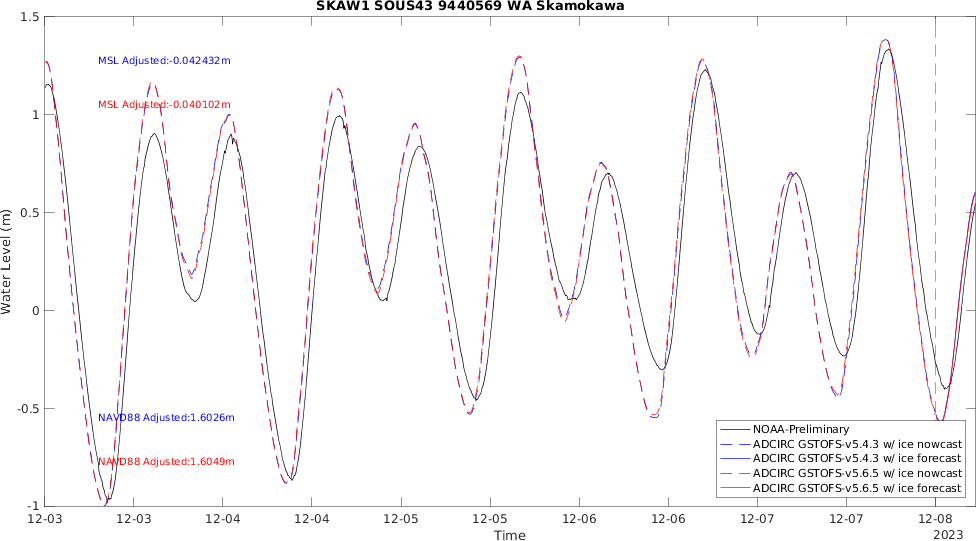 SKAW1 SOUS43 9440569 WA Skamokawa
1.5
MSL Adjusted:-0.042432m
MSL Adjusted:-0.040102m
1
0.5
Water Level (m)
0
-0.5
NAVD88 Adjusted:1.6026m
NAVD88 Adjusted:1.6049m
-1
NOAA-Preliminary
ADCIRC GSTOFS-v5.4.3 w/ ice nowcast
ADCIRC GSTOFS-v5.4.3 w/ ice forecast
ADCIRC GSTOFS-v5.6.5 w/ ice nowcast
ADCIRC GSTOFS-v5.6.5 w/ ice forecast
12-03 12-03 12-04 12-04 12-05 12-05 12-06 12-06 12-07 12-07 12-08
Time
2023